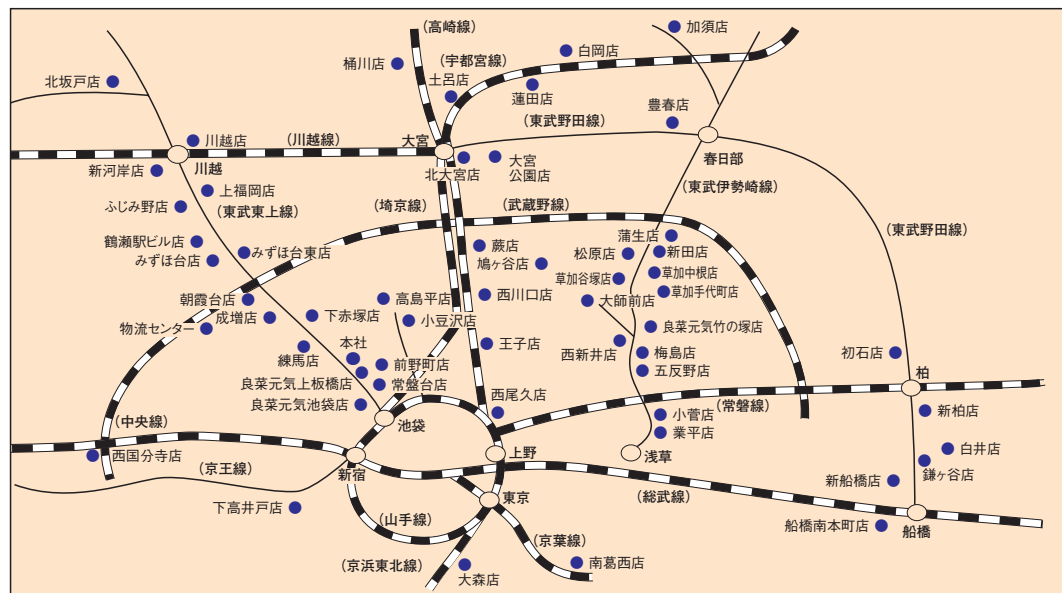 (高崎線)
加須店
北坂戸店
桶川店
(宇都宮線)
白岡店
土呂店
蓮田店
豊春店
(東武野田線)
川越店
(川越線)
大宮
春日部
新河岸店
川越
北大宮店
大宮
公園店
上福岡店
(東武伊勢崎線)
ふじみ野店
(東武東上線)
(埼京線)
(武蔵野線)
(東武野田線)
鶴瀬駅ビル店
みずほ台東店
みずほ台店
蕨店
鳩ヶ谷店
蒲生店
松原店
新田店
草加谷塚店
草加中根店
草加手代町店
朝霞台店
高島平店
西川口店
大師前店
成増店
下赤塚店
小豆沢店
物流センター
良菜元気竹の塚店
本社
王子店
西新井店
梅島店
初石店
練馬店
前野町店
五反野店
柏
良菜元気上板橋店
常盤台店
良菜元気池袋店
西尾久店
(常磐線)
新柏店
小菅店
業平店
(中央線)
池袋
西国分寺店
上野
浅草
白井店
鎌ヶ谷店
(京王線)
新宿
新船橋店
(総武線)
下高井戸店
東京
(山手線)
船橋南本町店
船橋
(京葉線)
(京浜東北線)
大森店
南葛西店